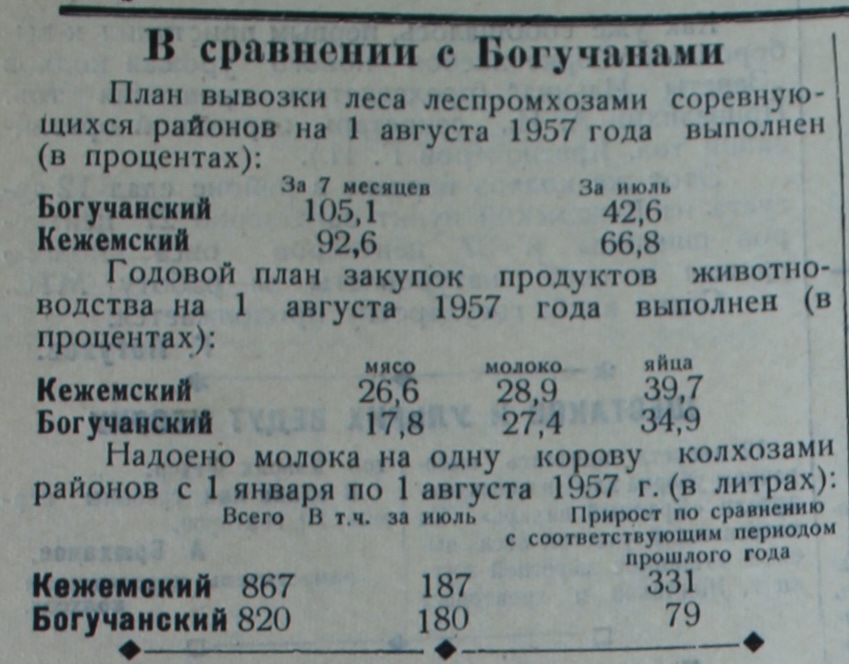 В сравнении с Богучанами
План вывозки леса леспромхозами соревную-
щихся районов на 1 августа 1957 года выполнен
(в процентах):
За 7 месяцев За июль
Богучанский 105,1 42,6
Кежемский 92,6 66,8
Годовой план закупок продуктов животно-
водства на 1 августа 1957 года выполнен (в
процентах):
мясо молоко яйца
Кежемский 26,6 28,9 39,7
Богучанский 17,8 27,4 34,9
Надоено молока на одну корову колхозами
районов с 1 января по 1 августа 1957 г. (в литрах):
Всего В т.ч. за июль Прирост по сравнению
с соответствующим периодом
прошлого года
Кежемский 867 187 331
Богучанский 820 180 79